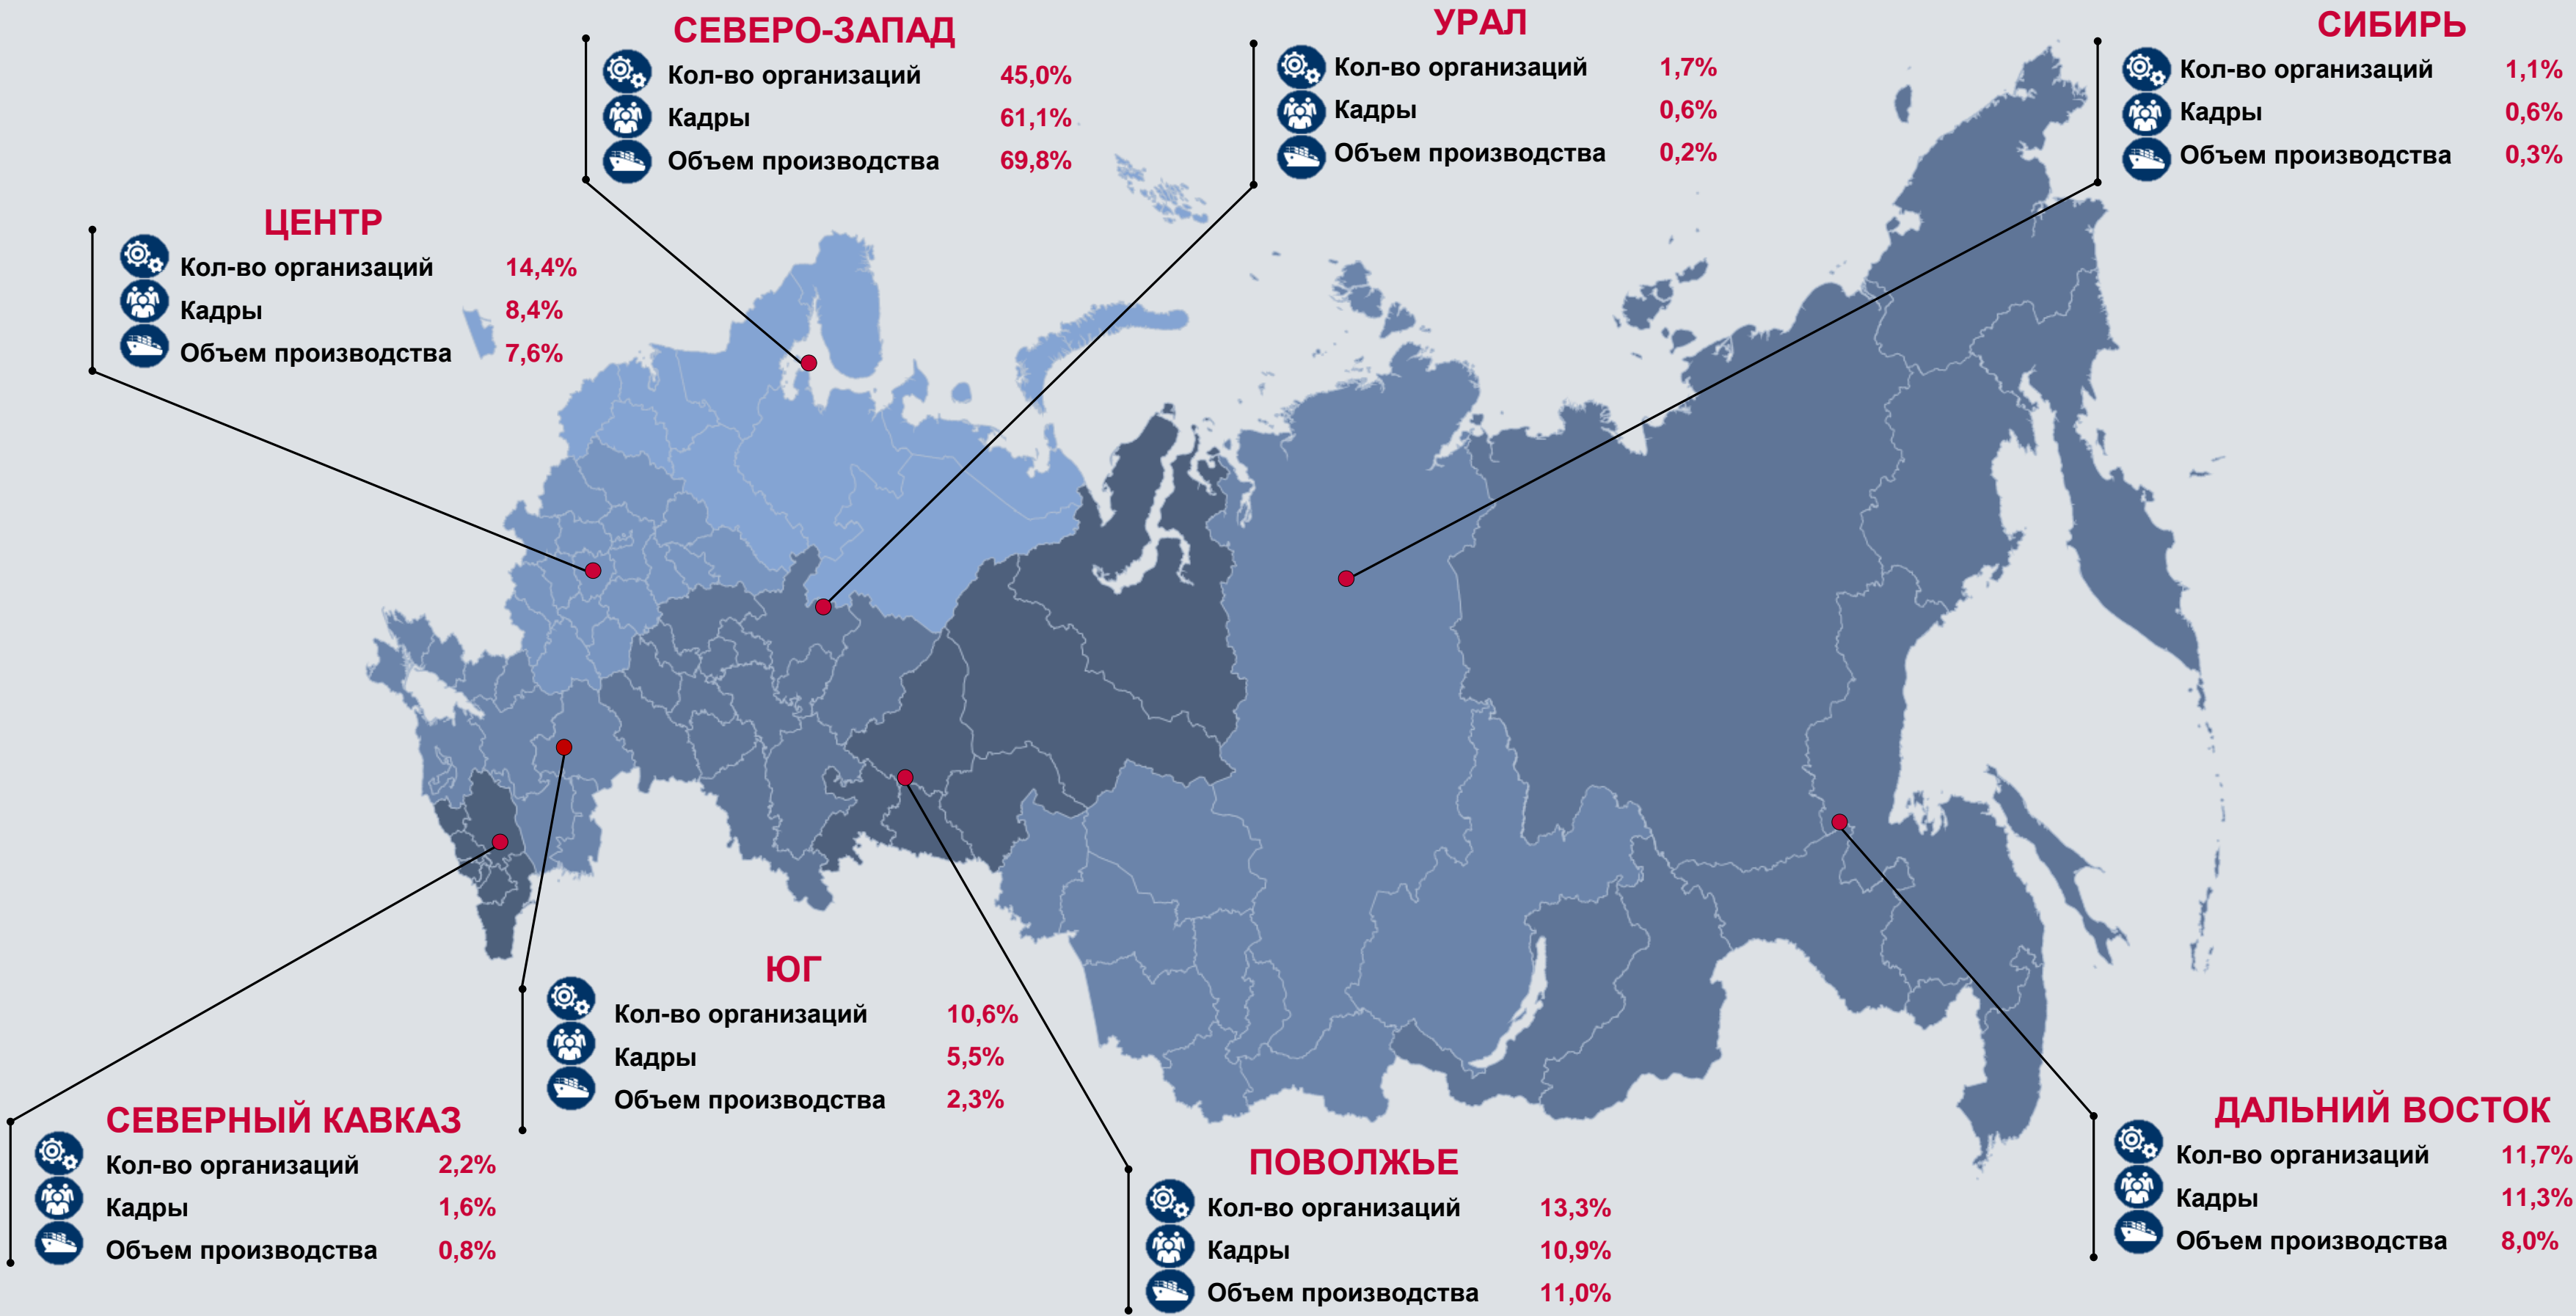 СЕВЕРО-ЗАПАД
Кол-во организаций 45,0%
Кадры 61,1%
Объем производства 69,8%
УРАЛ
Кол-во организаций 1,7%
Кадры 0,6%
Объем производства 0,2%
СИБИРЬ
Кол-во организаций 1,1%
Кадры 0,6%
Объем производства 0,3%
ЦЕНТР
Кол-во организаций 14,4%
Кадры 8,4%
Объем производства 7,6%
ЮГ
Кол-во организаций 10,6%
Кадры 5,5%
Объем производства 2,3%
СЕВЕРНЫЙ КАВКАЗ
Кол-во организаций 2,2%
Кадры 1,6%
Объем производства 0,8%
ПОВОЛЖЬЕ
Кол-во организаций 13,3%
Кадры 10,9%
Объем производства 11,0%
ДАЛЬНИЙ ВОСТОК
Кол-во организаций 11,7%
Кадры 11,3%
Объем производства 8,0%